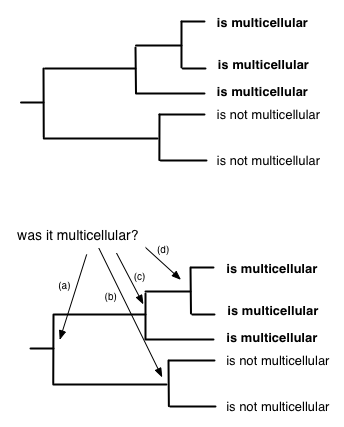 is multicellular
is multicellular
is multicellular
is not multicellular
is not multicellular
was it multicellular?
(d)
(c)
(a)
(b)
is multicellular
is multicellular
is multicellular
is not multicellular
is not multicellular